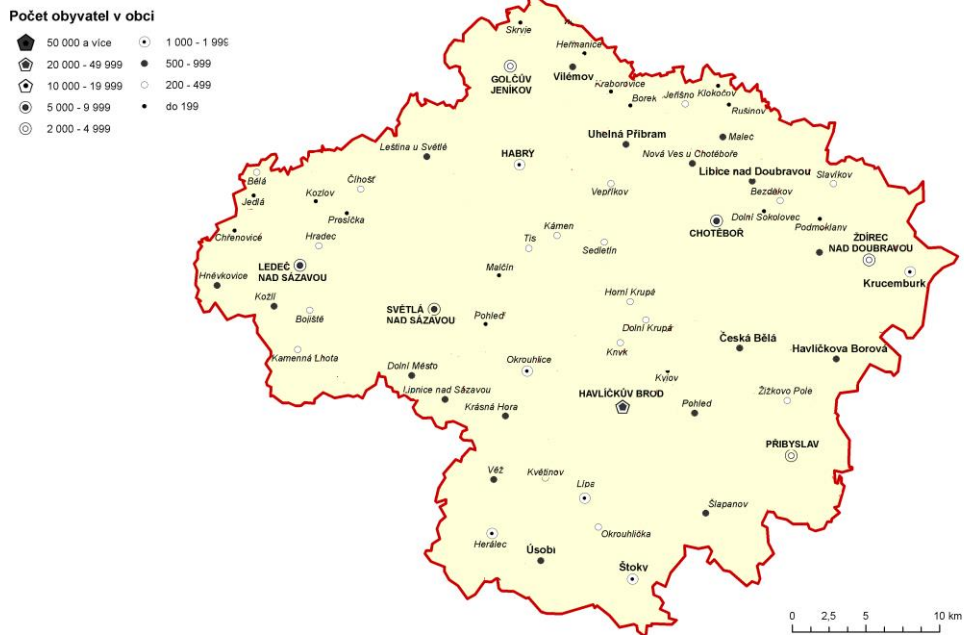 Počet obyvatel v obci
50 000 a více
1 000 - 1 999
20 000 - 49 999
500 - 999
10 000 - 19 999
200 - 499
5 000 - 9 999
do 199
2 000 - 4 999
Skryje
Heřmanice
GOLČŮV
JENÍKOV
Vilémov
Kraborovice
Borek
Jeřišno
Klokočov
Rušinov
Uhelná Příbram
Malec
Leština u Světlé
HABRY
Nová Ves u Chotěboře
Libice nad Doubravou
Slavíkov
Bělá
Číhošť
Vepříkov
Bezděkov
Jedlá
Kozlov
Prosíčka
Dolní Sokolovec
Podmoklany
Chřenovice
Hradec
Tis
Kámen
Sedletín
CHOTĚBOŘ
ŽDÍREC
NAD DOUBRAVOU
LEDEČ
NAD SÁZAVOU
Malčín
Hněvkovice
Krucemburk
Kožlí
Bojiště
SVĚTLÁ
NAD SÁZAVOU
Pohleď
Horní Krupá
Dolní Krupá
Knyk
Česká Bělá
Havlíčkova Borová
Kamenná Lhota
Dolní Město
Okrouhlice
Kyjov
Lipnice nad Sázavou
HAVLÍČKŮV BROD
Žižkovo Pole
Krásná Hora
Pohled
PŘIBYSLAV
Věž
Květinov
Lípa
Šlapanov
Herálec
Okrouhlička
Úsobí
Štoky
0 2,5 5 10 km